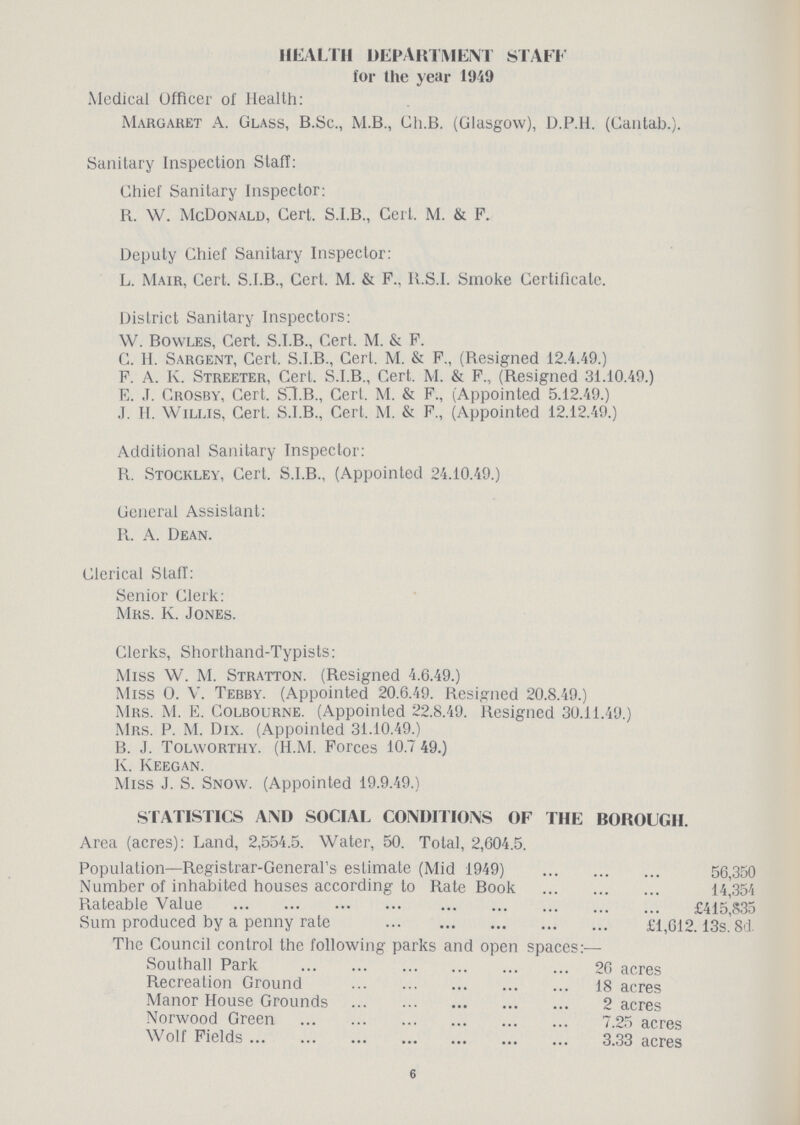 HEALTH DEPARTMENT STAFF
for the year 1949
Medical Officer of Health:
MARGARET A. GLASS, B.Sc., M.B., Ch.B. (Glasgow), D.P.H. (Cantab.).
Sanitary Inspection Staff:
Chief Sanitary Inspector:
R. W. MCDONALD, Cert. S.I.B., Cert. M. & F.
Deputy Chief Sanitary Inspector:
L. MAIR, Cert. S.I.B., Cert. M. & F., R.S.I. Smoke Certificate.
District Sanitary Inspectors:
W. BOWLES, Cert. S.I.B., Cert. M. & F.
C. H. SARGENT, Cert. S.I.B., Cert. M. & F., (Resigned 12.4.49.)
F. A. K. STREETER, Cert. S.I.B., Cert. M. & F., (Resigned 31.10.49.)
E. J. CROSBY, Cert. S.I.B., Cert. M. & F., (Appointed 5.12.49.)
J. H. WILLIS, Cert. S.I.B., Cert. M. & F., (Appointed 12.12.49.)
Additional Sanitary Inspector:
R. STOCKLEY, Cert. S.I.B., (Appointed 24.10.49.)
General Assistant:
R. A. DEAN.
Clerical Staff:
Senior Clerk:
MRS. K. JONES.
Clerks, Shorthand-Typists:
MISS W. M. STRATTON. (Resigned 4.6.49.)
MISS O. V. TEBBY. (Appointed 20.6.49. Resigned 20.8.49.)
MRS. M. E. COLBOURNE. (Appointed 22.8.49. Resigned 30.11.49.)
MRS. P. M. DIX. (Appointed 31.10.49.)
B. J. TOLWORTHY. (H.M. Forces 10.7 49.)
K. KEEGAN.
MISS J. S. SNOW. (Appointed 19.9.49.)
STATISTICS AND SOCIAL CONDITIONS OF THE BOROUGH.
Area (acres): Land, 2,554.5. Water, 50. Total, 2,604.5.
Population—Registrar-General's estimate (Mid 1949) ... ... ... 56,350
Number of inhabited houses according to Rate Book ... ... ... 14,354
Rateable Value ... ... ... ... ... ... ... ... ... £415,835
Sum produced by a penny rate ... ... ... ... ... £1,612. 13s. 8d.
The Council control the following parks and open spaces:—
Southall Park ... ... ... ... ... ... 26 acres
Recreation Ground ... ... ... ... ... 18 acres
Manor House Grounds ... ... ... ... ... 2 acres
Norwood Green ... ... ... ... ... ... 7.25 acres
Wolf Fields ... ... ... ... ... ... ... 3.33 acres
6